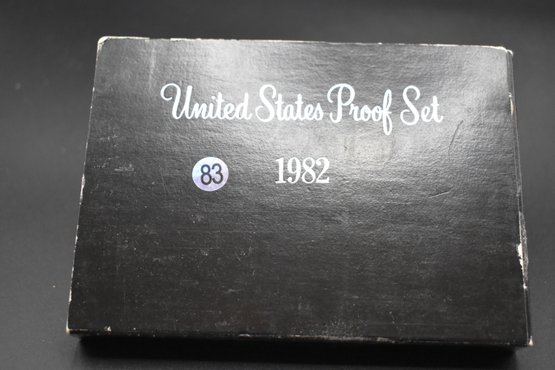 United States Proof Set
83 1982